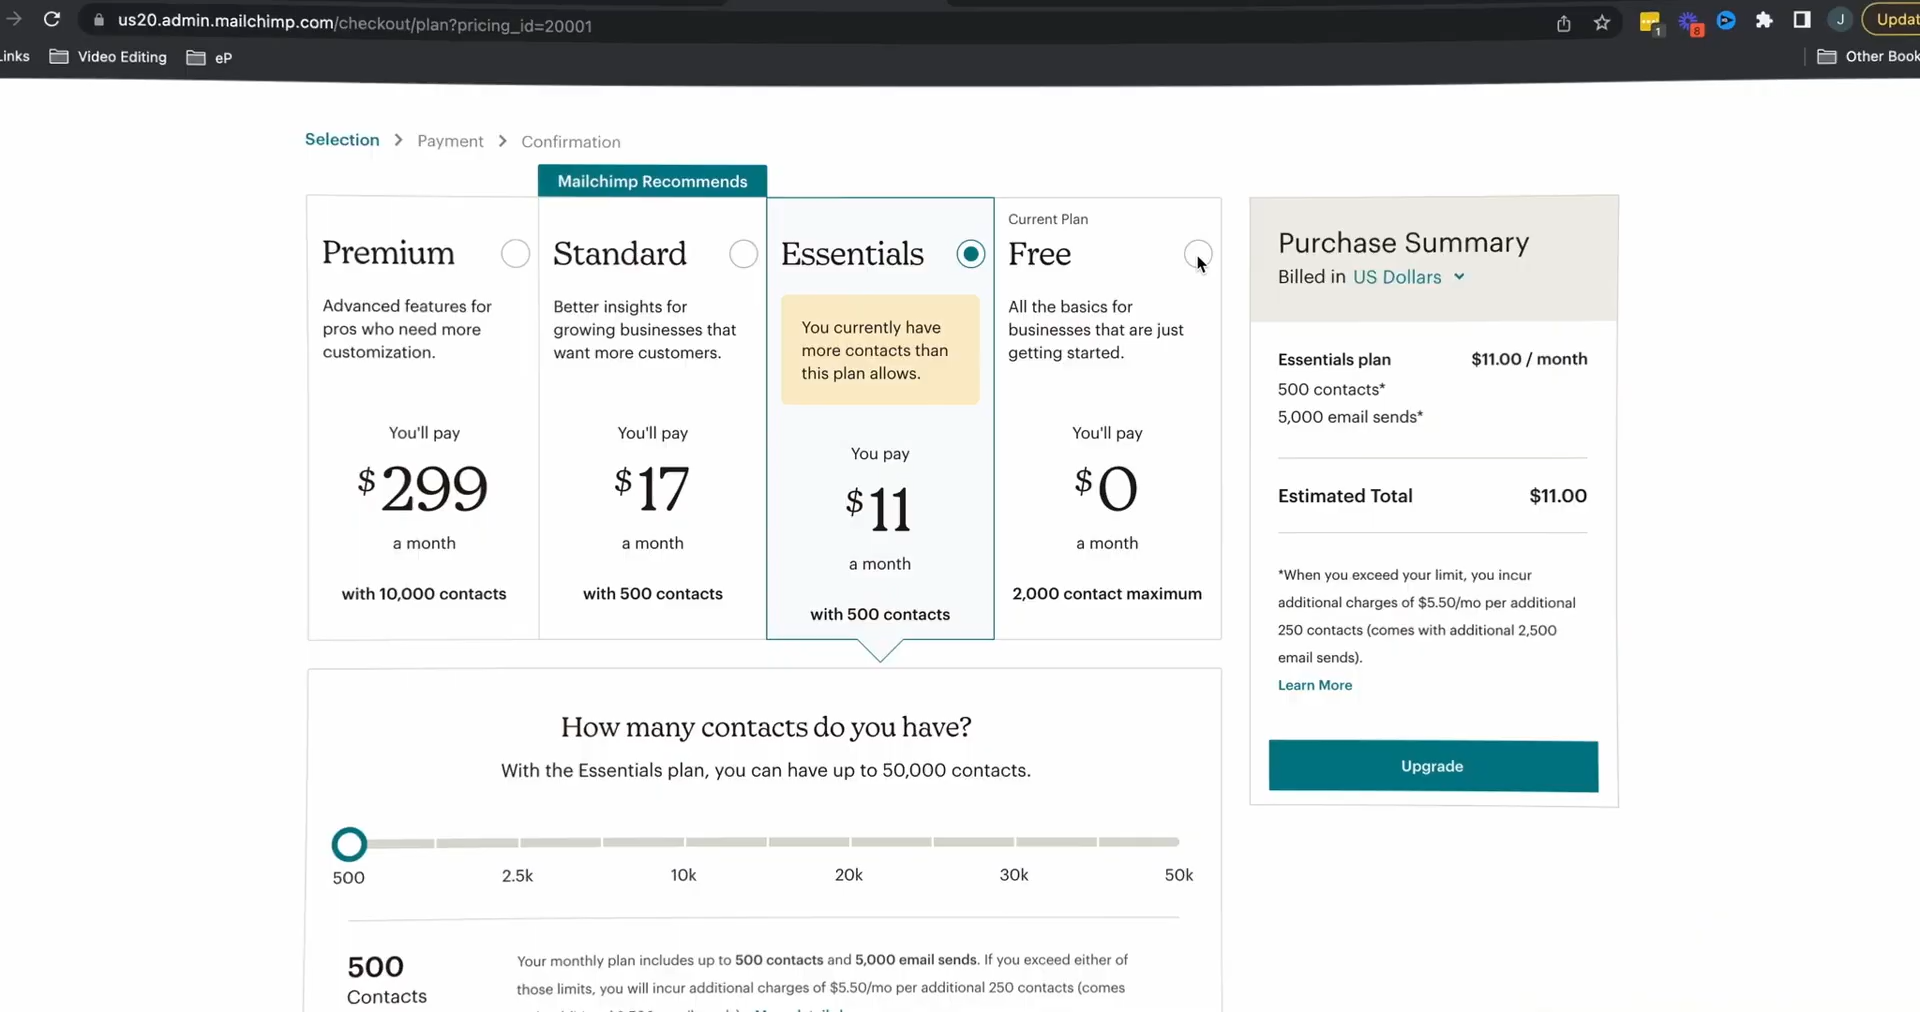 us20.admin.mailchimp.com/checkout/plan?pricing_id=20001
1
8
J
Updat
inks
Video Editing
eP
Other Book
Selection > Payment > Confirmation
Mailchimp Recommends
Premium
Advanced features for
pros who need more
customization.
You'll pay
$299
a month
with 10,000 contacts
Standard
Better insights for
growing businesses that
want more customers.
You'll pay
$17
a month
with 500 contacts
Essentials
You currently have
more contacts than
this plan allows.
You pay
$11
a month
with 500 contacts
Current Plan
Free
All the basics for
businesses that are just
getting started.
You'll pay
$0
a month
2,000 contact maximum
Purchase Summary
Billed in US Dollars
Essentials plan $11.00 / month
500 contacts*
5,000 email sends*
Estimated Total $11.00
*When you exceed your limit, you incur
additional charges of $5.50/mo per additional
250 contacts (comes with additional 2,500
email sends).
Learn More
Upgrade
How many contacts do you have?
With the Essentials plan, you can have up to 50,000 contacts.
500 2.5k 10k 20k 30k 50k
500
Contacts
Your monthly plan includes up to 500 contacts and 5,000 email sends. If you exceed either of
those limits, you will incur additional charges of $5.50/mo per additional 250 contacts (comes